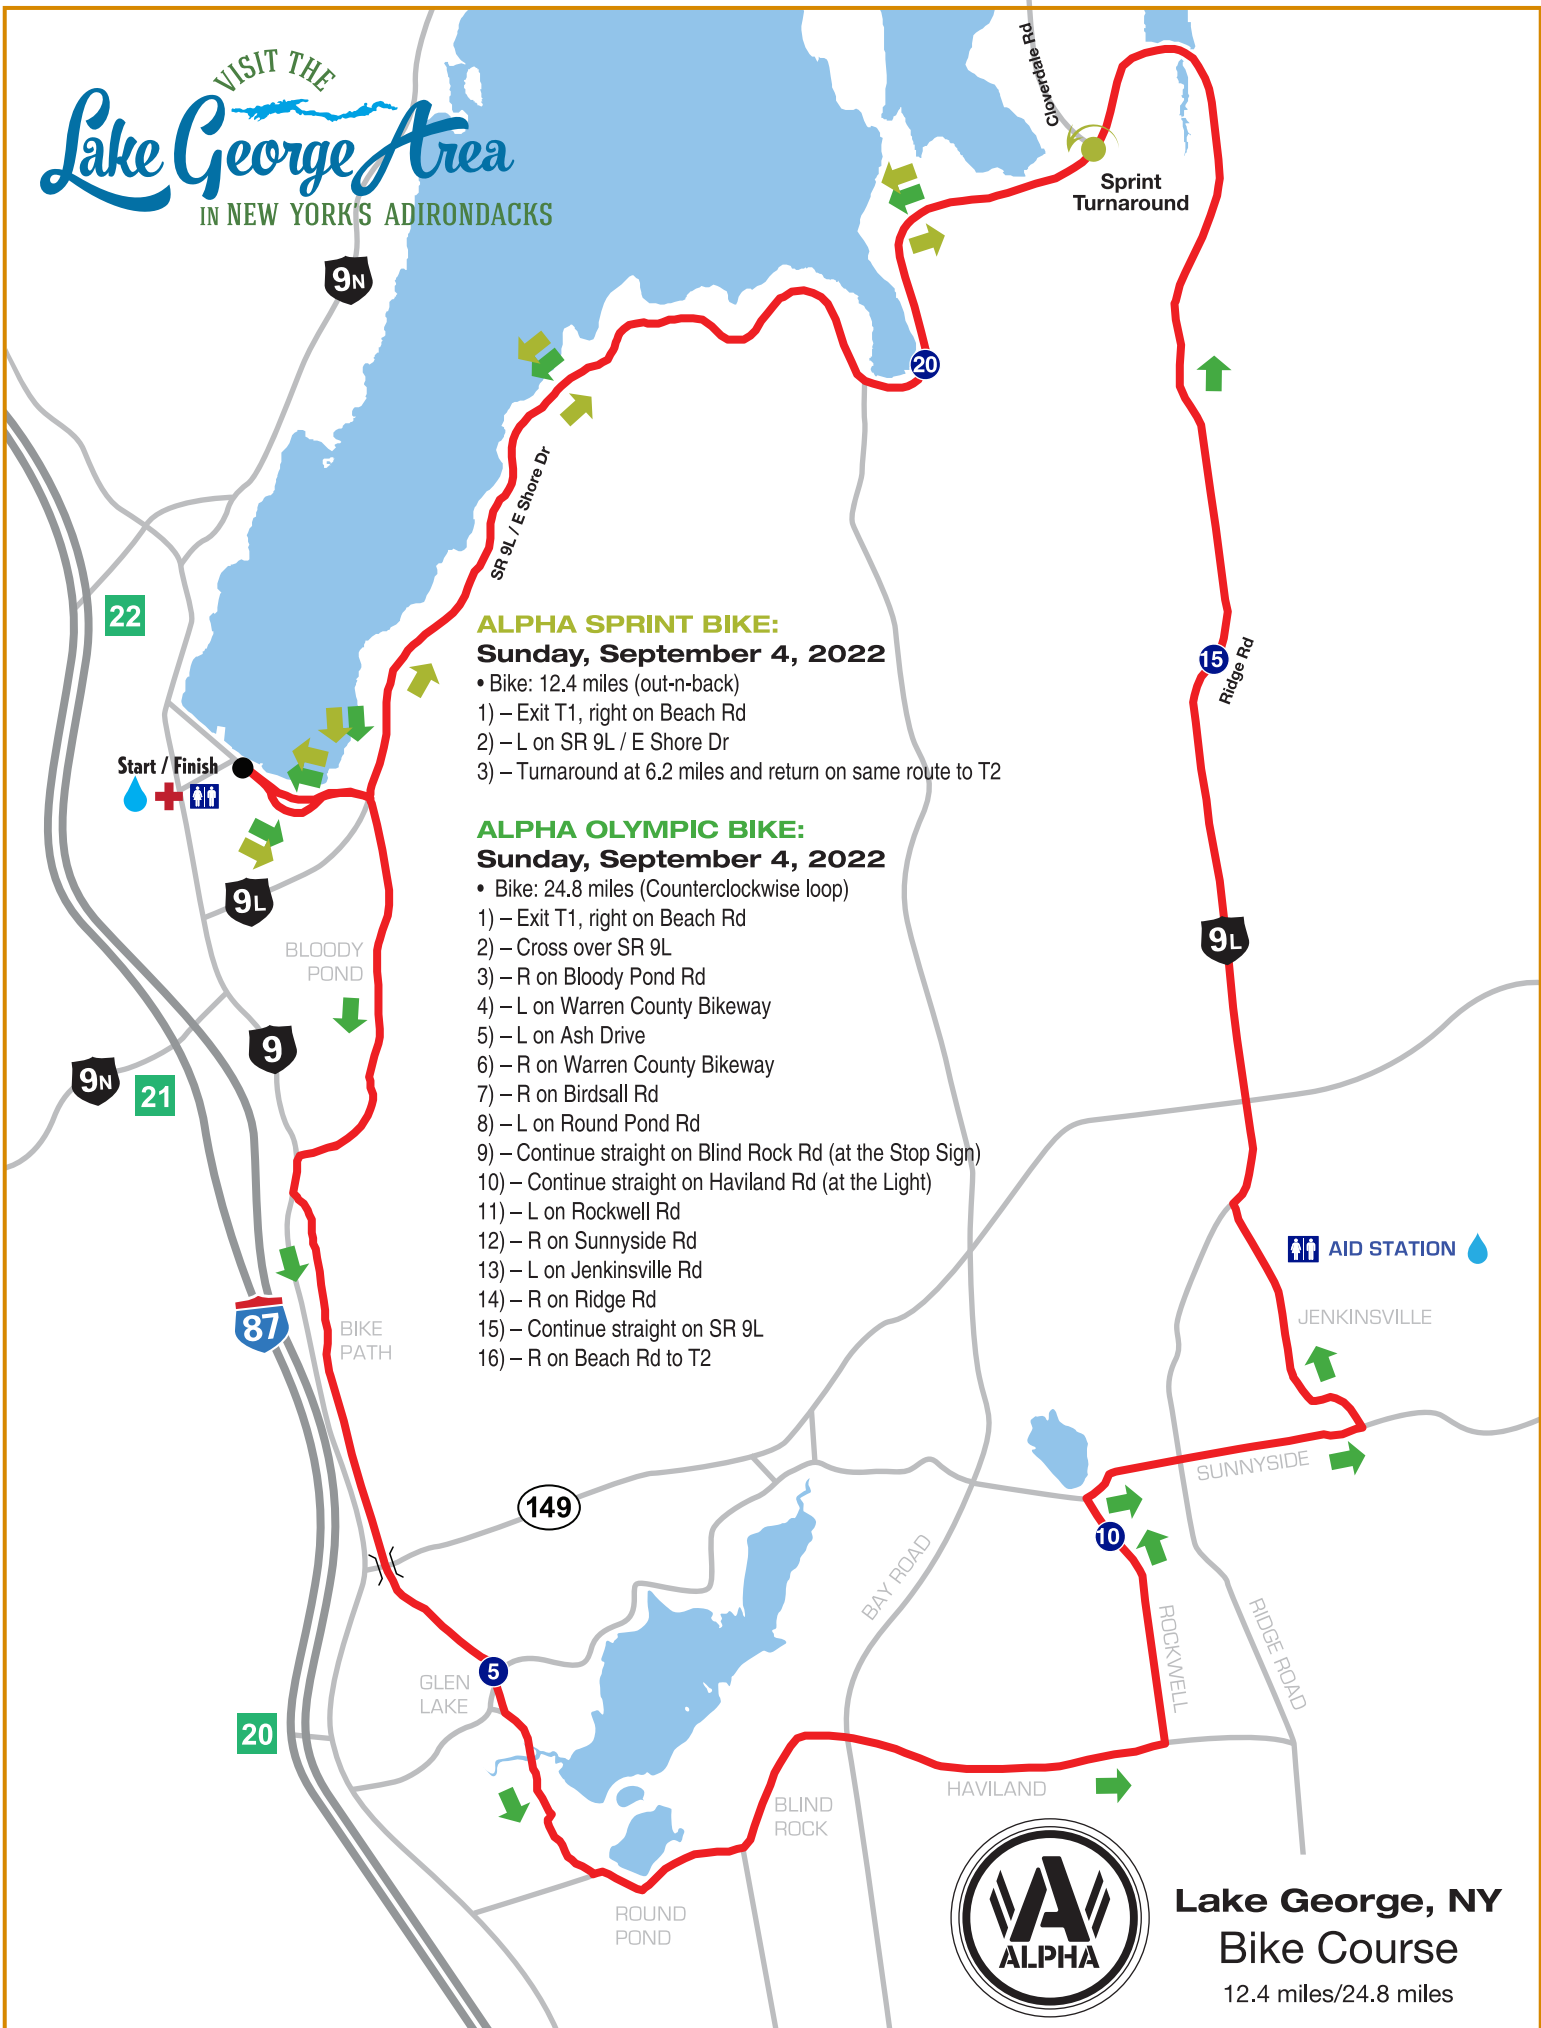 VISIT THE
Lake George Area
IN NEW YORK'S ADIRONDACKS
Cloverdale Rd
Sprint
Turnaround
9N
20
SR 9L / E Shore Dr
22
15
Ridge Rd
Start / Finish
9L
ALPHA SPRINT BIKE:
Sunday, September 4, 2022
• Bike: 12.4 miles (out-n-back)
1) – Exit T1, right on Beach Rd
2) – L on SR 9L / E Shore Dr
3) – Turnaround at 6.2 miles and return on same route to T2
ALPHA OLYMPIC BIKE:
Sunday, September 4, 2022
• Bike: 24.8 miles (Counterclockwise loop)
1) – Exit T1, right on Beach Rd
2) – Cross over SR 9L
3) – R on Bloody Pond Rd
4) – L on Warren County Bikeway
5) – L on Ash Drive
6) – R on Warren County Bikeway
7) – R on Birdsall Rd
8) – L on Round Pond Rd
9) – Continue straight on Blind Rock Rd (at the Stop Sign)
10) – Continue straight on Haviland Rd (at the Light)
11) – L on Rockwell Rd
12) – R on Sunnyside Rd
13) – L on Jenkinsville Rd
14) – R on Ridge Rd
15) – Continue straight on SR 9L
16) – R on Beach Rd to T2
9L
BLOODY
POND
9
9N
21
AID STATION
JENKINSVILLE
87
BIKE
PATH
SUNNYSIDE
149
10
BAY ROAD
ROCKWELL
RIDGE ROAD
5
GLEN
LAKE
20
HAVILAND
BLIND
ROCK
ROUND
POND
ALPHA
Lake George, NY
Bike Course
12.4 miles/24.8 miles